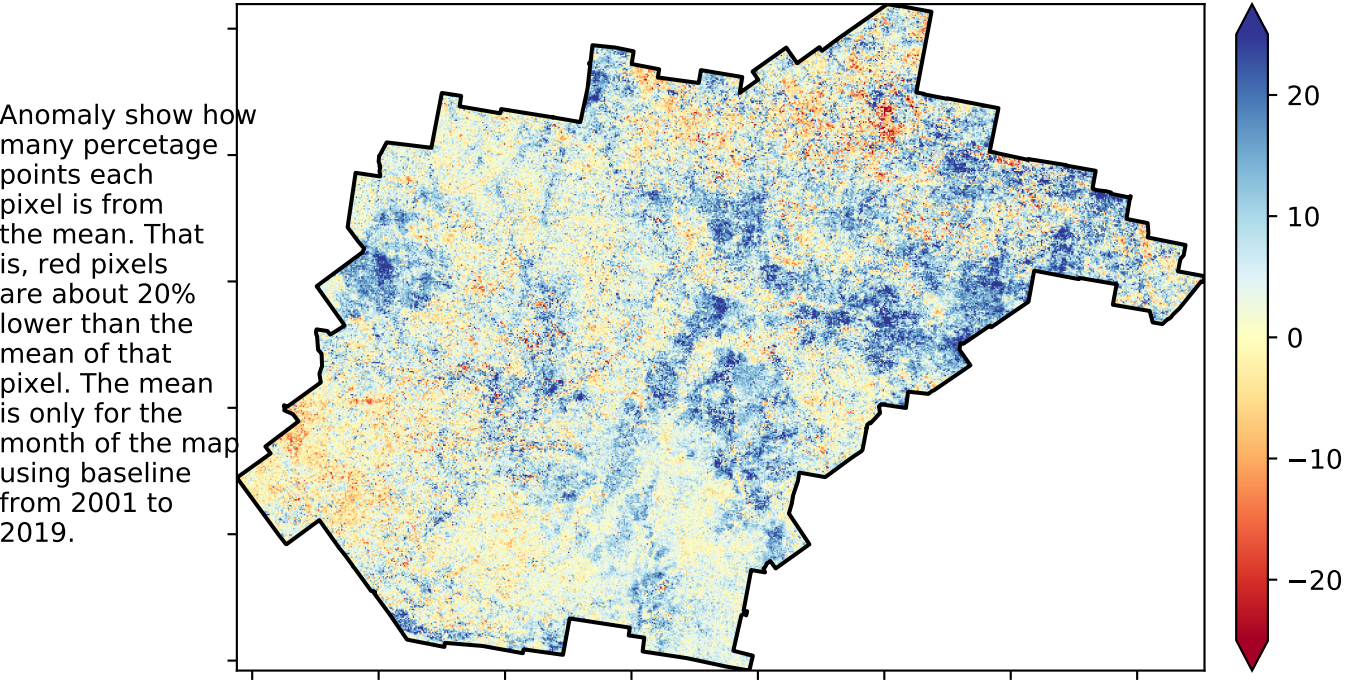 Anomaly show how
many percetage
points each
pixel is from
the mean. That
is, red pixels
are about 20%
lower than the
mean of that
pixel. The mean
is only for the
month of the map
using baseline
from 2001 to
2019.
20
10
0
−10
−20